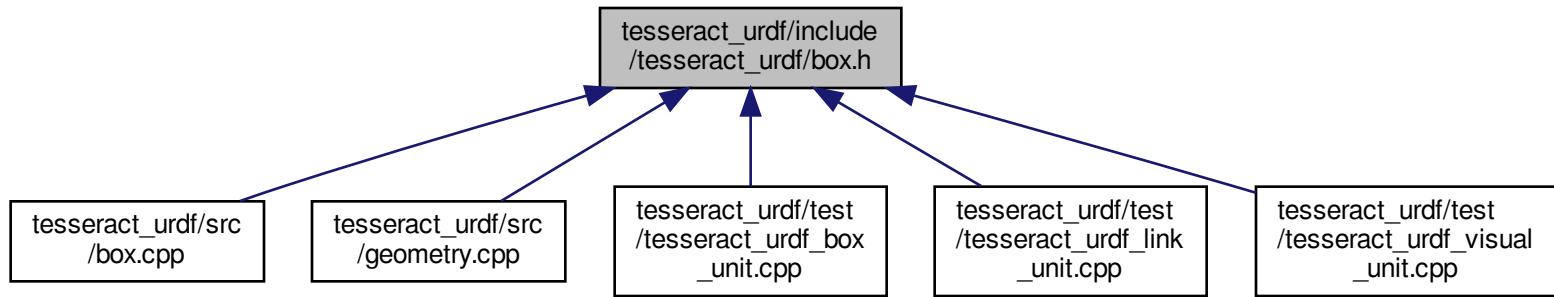 tesseract_urdf/include
/tesseract_urdf/box.h
tesseract_urdf/src
/box.cpp
tesseract_urdf/src
/geometry.cpp
tesseract_urdf/test
/tesseract_urdf_box
_unit.cpp
tesseract_urdf/test
/tesseract_urdf_link
_unit.cpp
tesseract_urdf/test
/tesseract_urdf_visual
_unit.cpp